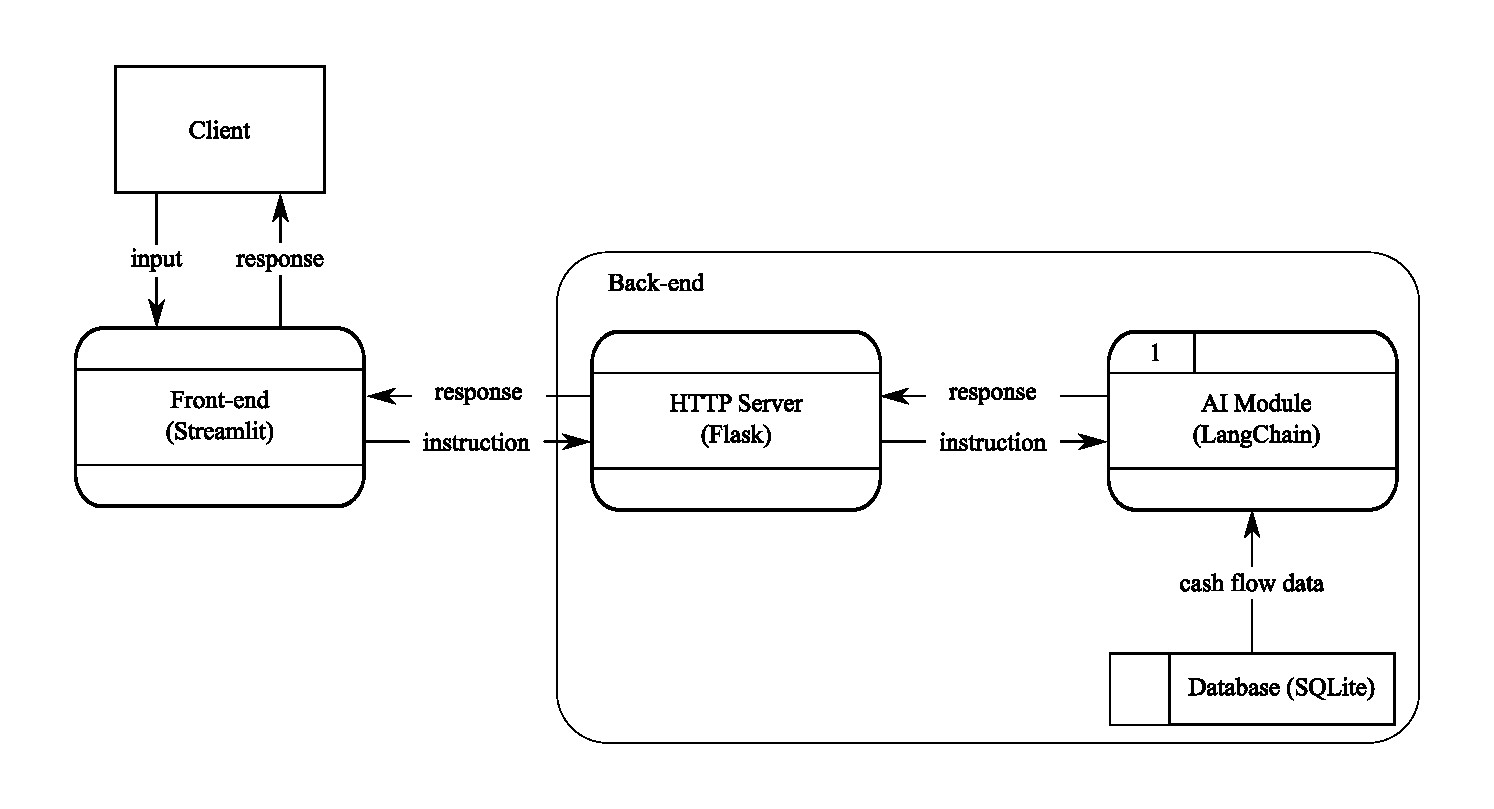 Client
input
response
Back-end
Front-end
(Streamlit)
response
instruction
HTTP Server
(Flask)
response
instruction
1
AI Module
(LangChain)
cash flow data
Database (SQLite)